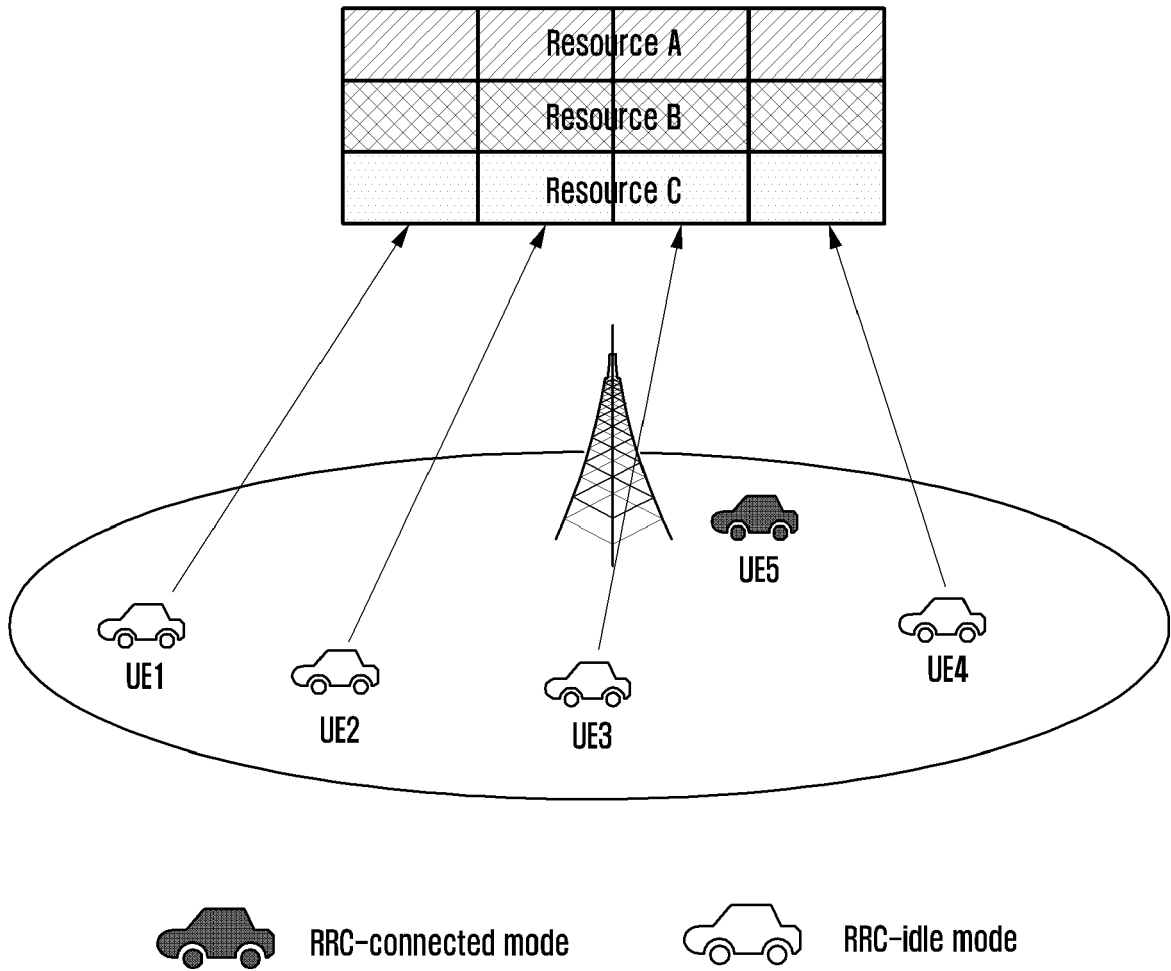 Resource A
Resource B
Resource C
UE5
UE1
UE4
UE2
UE3
RRC-connected mode
RRC-idle mode